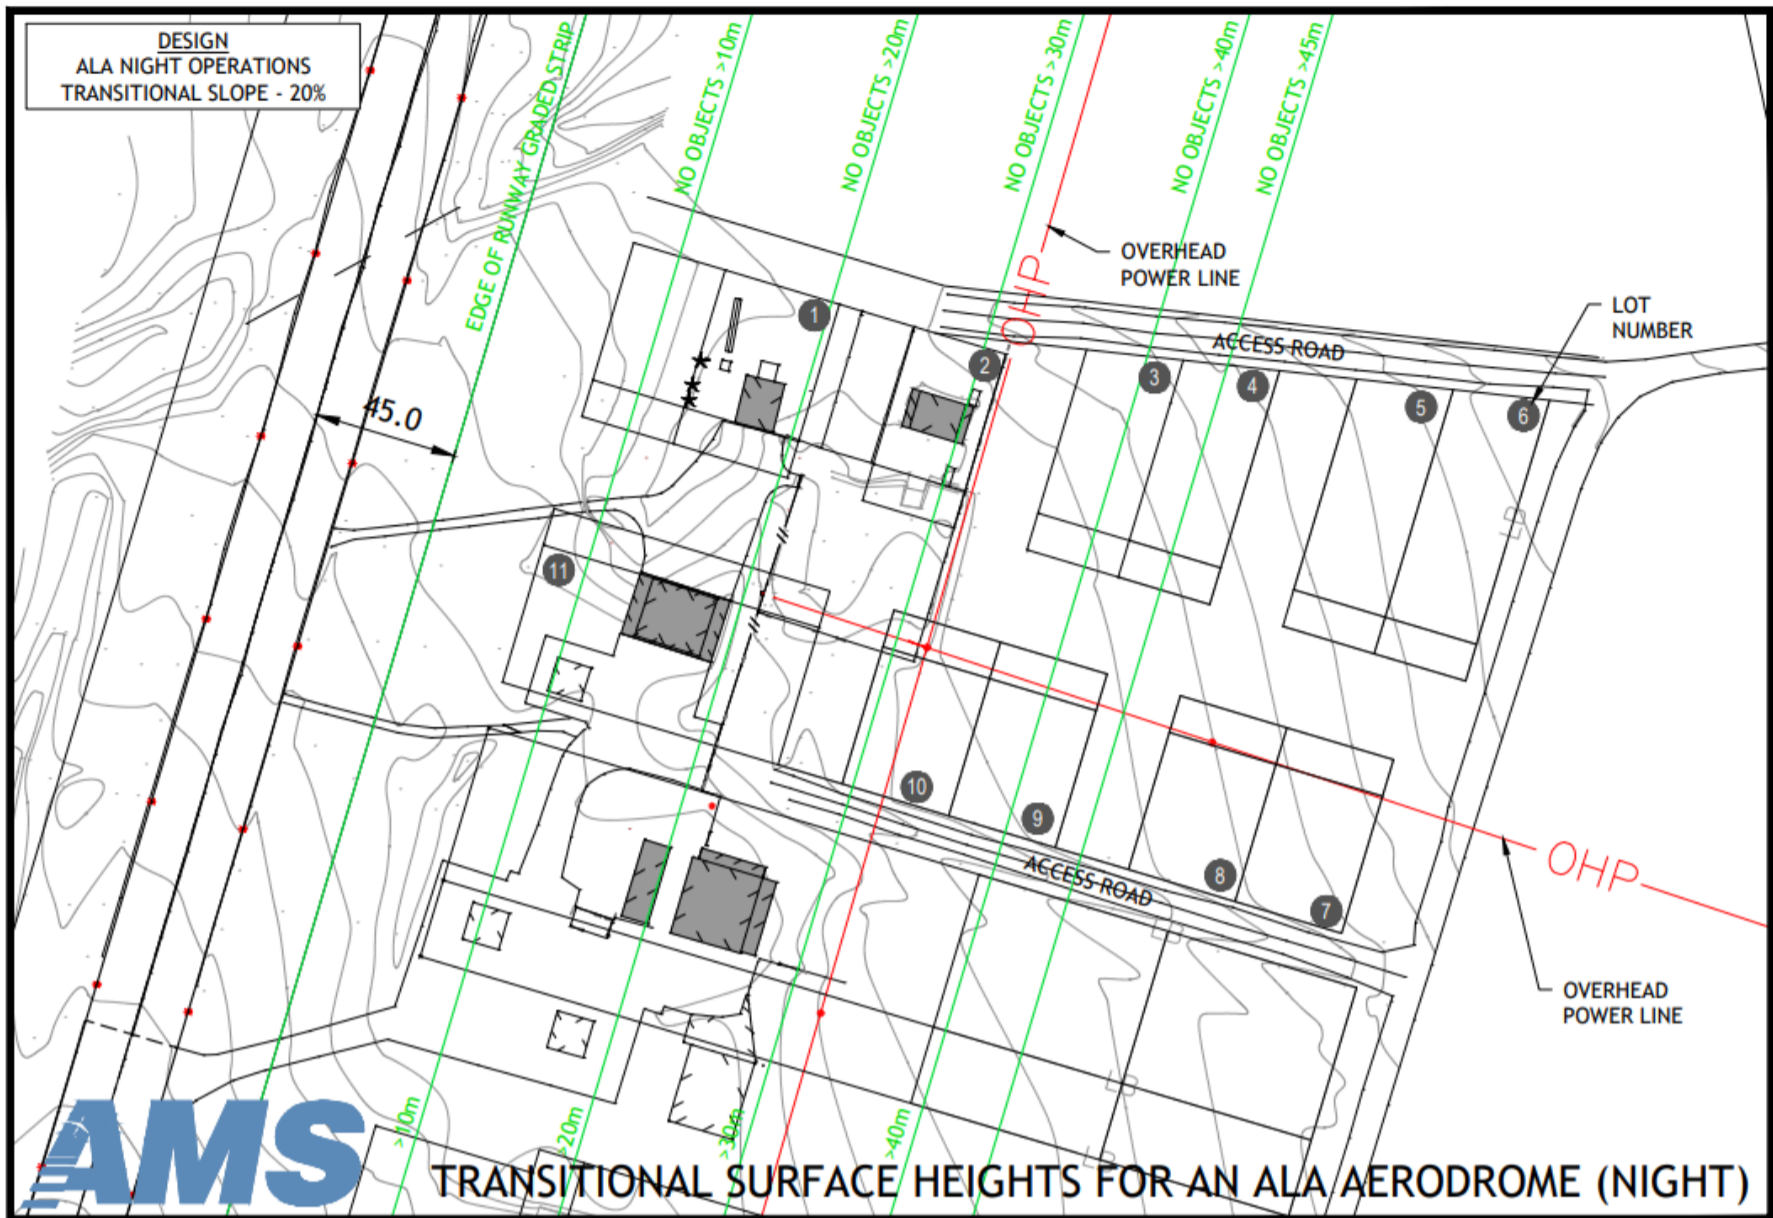 DESIGN
ALA NIGHT OPERATIONS
TRANSITIONAL SLOPE - 20%
EDGE OF RUNWAY GRADED STRIP
NO OBJECTS >10m
NO OBJECTS >20m
NO OBJECTS >30m
NO OBJECTS >40m
NO OBJECTS >45m
OVERHEAD
POWER LINE
OHP
LOT
NUMBER
ACCESS ROAD
1
2
3
4
5
6
45.0
11
10
9
8
7
ACCESS ROAD
OHP
OVERHEAD
POWER LINE
>10m
>20m
>30m
>40m
AMS
TRANSITIONAL SURFACE HEIGHTS FOR AN ALA AERODROME (NIGHT)